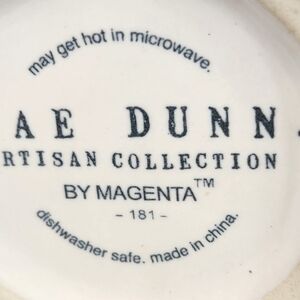 may get hot in microwave.
AE DUNN.
RTISAN COLLECTION
BY MAGENTA™
- 181 -
dishwasher safe. made in china.